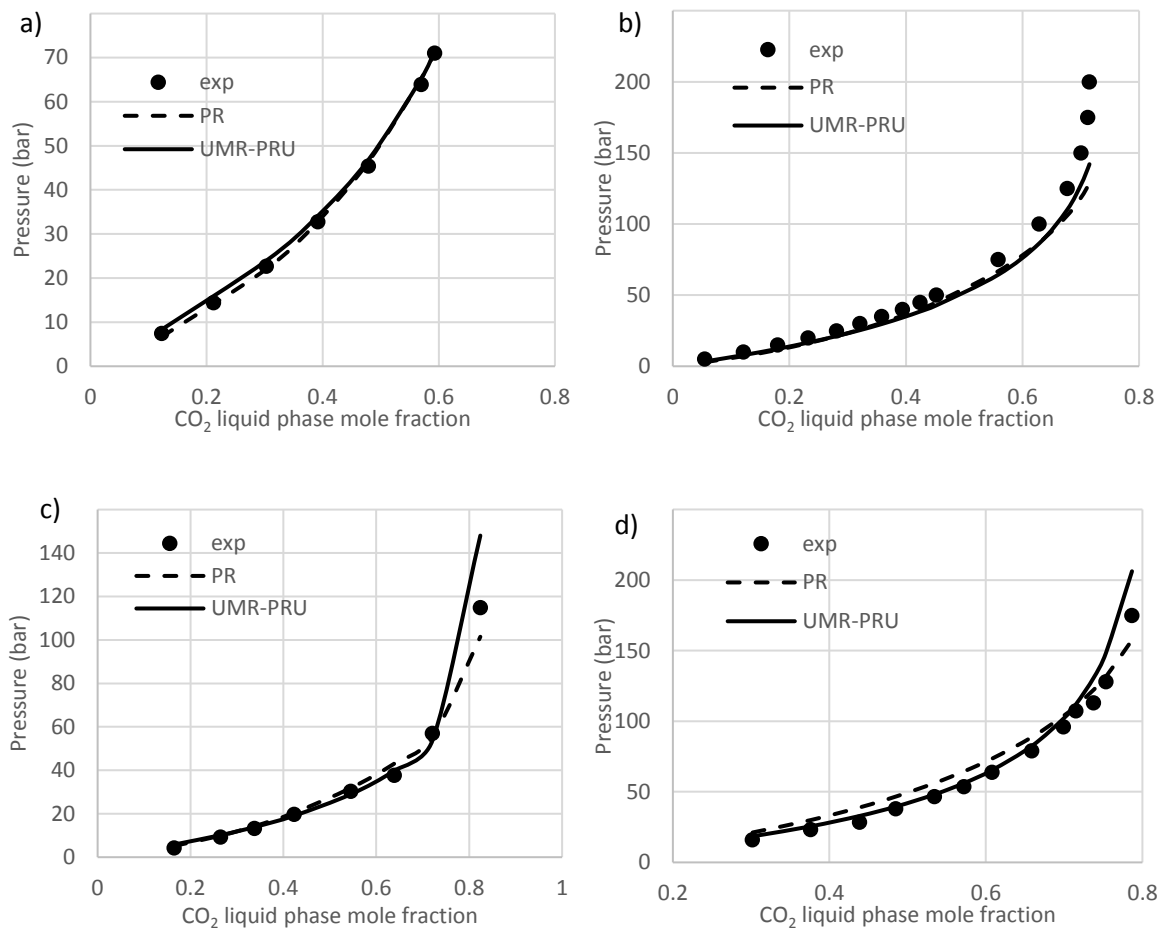 a)
70
60
50
40
30
20
10
0
Pressure (bar)
exp
PR
UMR-PRU
0 0.2 0.4 0.6 0.8
CO₂ liquid phase mole fraction
b)
200
150
100
50
0
Pressure (bar)
exp
PR
UMR-PRU
0 0.2 0.4 0.6 0.8
CO₂ liquid phase mole fraction
c)
140
120
100
80
60
40
20
0
Pressure (bar)
exp
PR
UMR-PRU
0 0.2 0.4 0.6 0.8 1
CO₂ liquid phase mole fraction
d)
200
150
100
50
0
Pressure (bar)
exp
PR
UMR-PRU
0.2 0.4 0.6 0.8
CO₂ liquid phase mole fraction